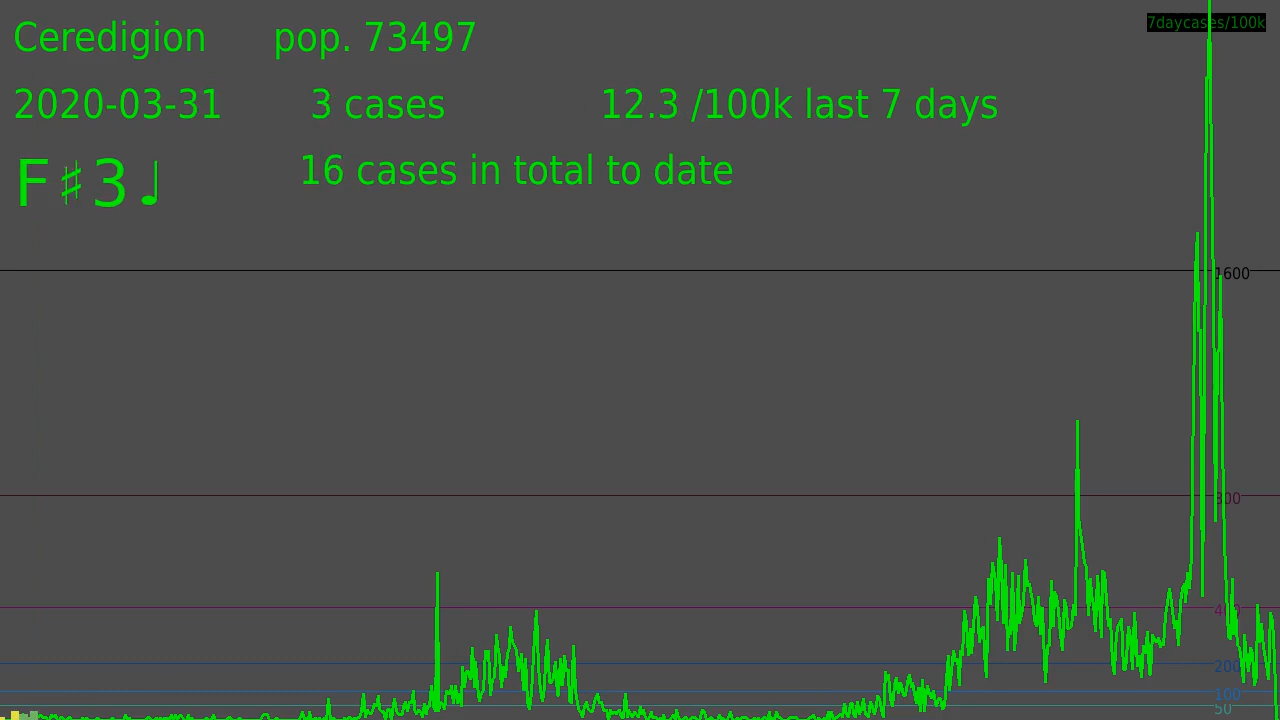 Ceredigion pop. 73497
7daycases/100k
2020-03-31 3 cases 12.3 /100k last 7 days
F♯3♩ 16 cases in total to date
1600
800
400
200
100
50